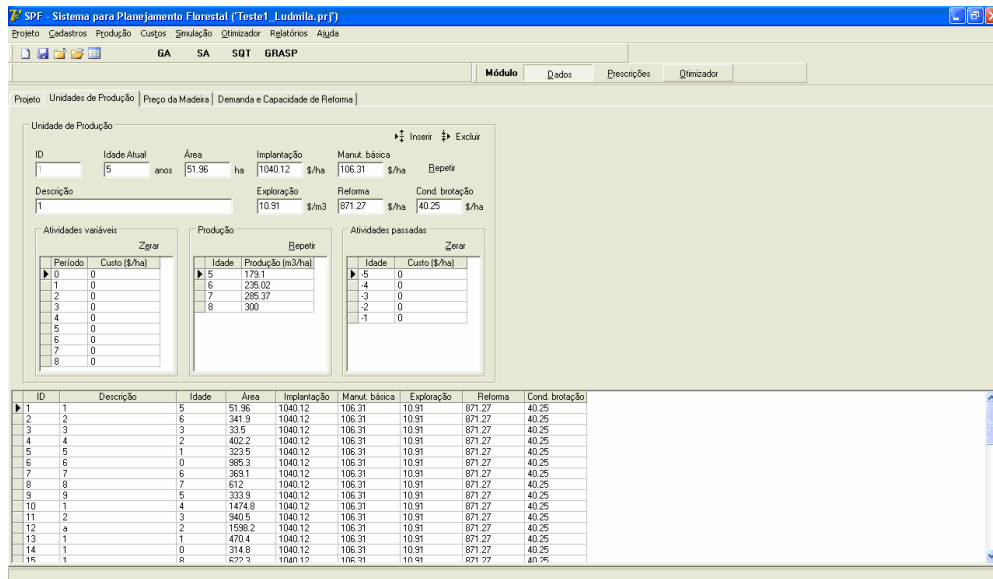 SPF - Sistema para Planejamento Florestal ('Teste1_Ludmila.prj')
Projeto Cadastros Produção Custos Simulação Otimizador Relatórios Ajuda
GA SA SQT GRASP
Módulo Dados Prescrições Otimizador
Projeto Unidades de Produção Preço da Madeira Demanda e Capacidade de Reforma
Unidade de Produção
Inserir Excluir
ID Idade Atual Área Implantação Manut. básica
1 5 anos 51.96 ha 1040.12 $/ha 106.31 $/ha Repetir
Descrição Exploração Reforma Cond. brotação
1 10.91 $/m3 871.27 $/ha 40.25 $/ha
Atividades variáveis Produção Atividades passadas
Zerar Repetir Zerar
Período Custo ($/ha) Idade Produção (m3/ha) Idade Custo ($/ha)
0 0 5 179.1 -5 0
1 0 6 235.02 -4 0
2 0 7 285.37 -3 0
3 0 8 300 -2 0
4 0 -1 0
5 0
6 0
7 0
8 0
ID Descrição Idade Área Implantação Manut. básica Exploração Reforma Cond. brotação
1 1 5 51.96 1040.12 106.31 10.91 871.27 40.25
2 2 6 341.9 1040.12 106.31 10.91 871.27 40.25
3 3 3 33.5 1040.12 106.31 10.91 871.27 40.25
4 4 2 402.2 1040.12 106.31 10.91 871.27 40.25
5 5 1 323.5 1040.12 106.31 10.91 871.27 40.25
6 6 0 985.3 1040.12 106.31 10.91 871.27 40.25
7 7 6 369.1 1040.12 106.31 10.91 871.27 40.25
8 8 7 612 1040.12 106.31 10.91 871.27 40.25
9 9 5 333.9 1040.12 106.31 10.91 871.27 40.25
10 1 4 1474.8 1040.12 106.31 10.91 871.27 40.25
11 2 3 940.5 1040.12 106.31 10.91 871.27 40.25
12 a 2 1598.2 1040.12 106.31 10.91 871.27 40.25
13 1 1 470.4 1040.12 106.31 10.91 871.27 40.25
14 1 0 314.8 1040.12 106.31 10.91 871.27 40.25
15 1 8 622.3 1040.12 106.31 10.91 871.27 40.25